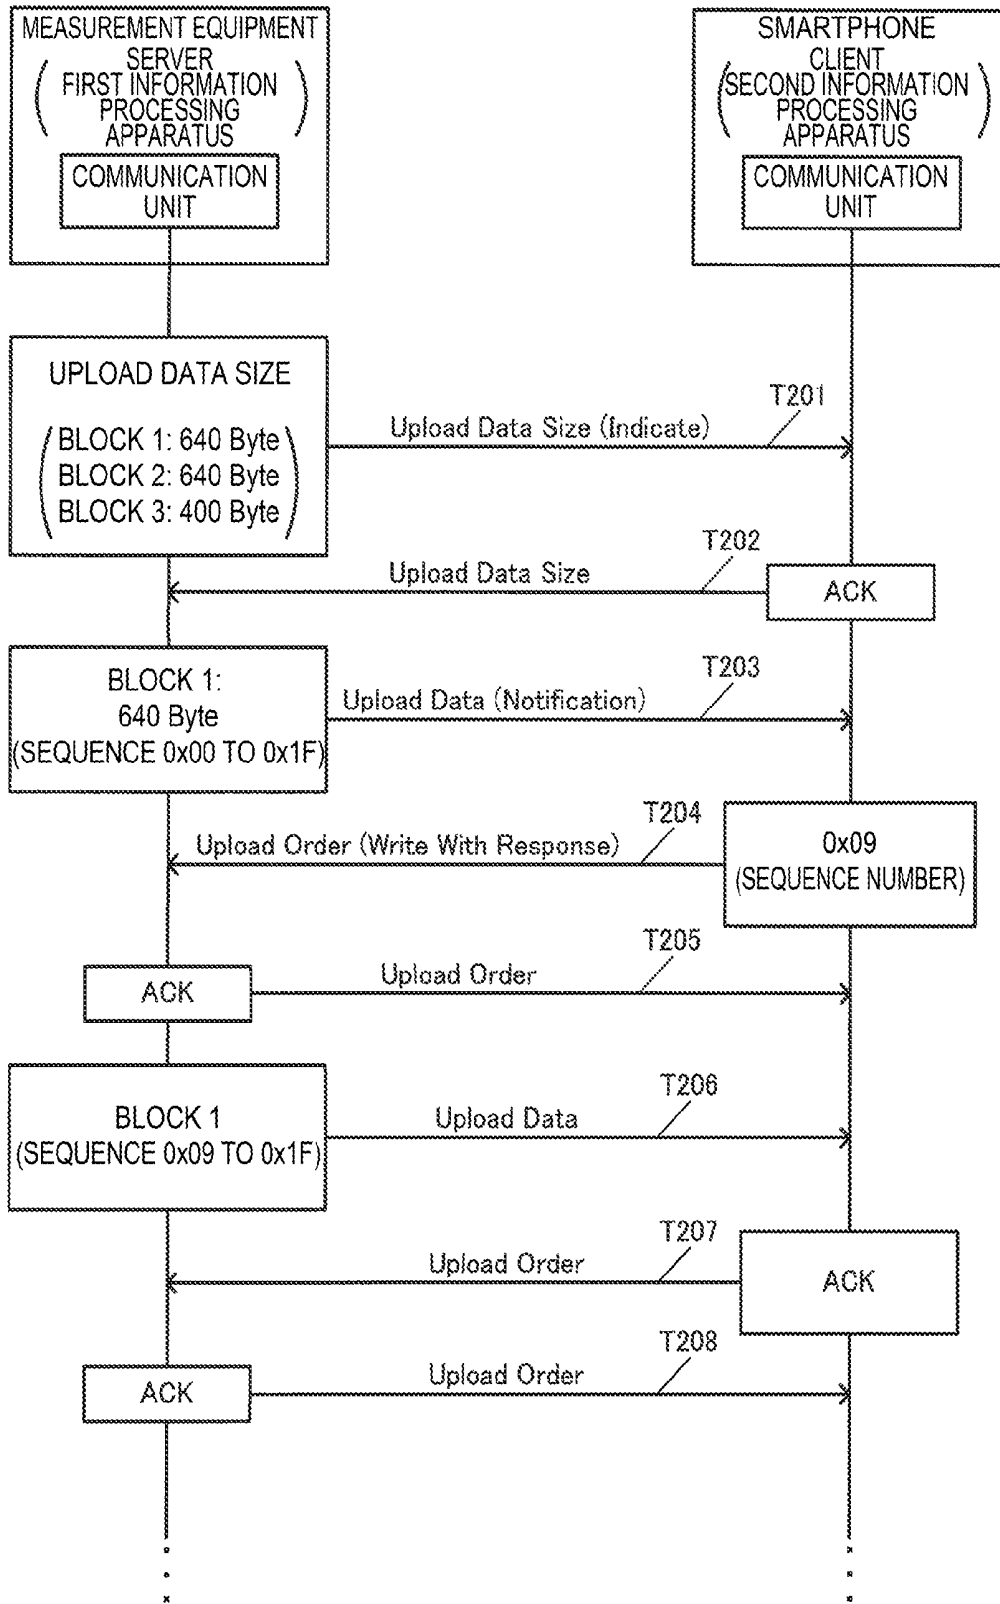 MEASUREMENT EQUIPMENT
SERVER
FIRST INFORMATION
PROCESSING
APPARATUS
COMMUNICATION
UNIT
SMARTPHONE
CLIENT
SECOND INFORMATION
PROCESSING
APPARATUS
COMMUNICATION
UNIT
UPLOAD DATA SIZE
BLOCK 1: 640 Byte
BLOCK 2: 640 Byte
BLOCK 3: 400 Byte
T201
Upload Data Size (Indicate)
T202
Upload Data Size
ACK
BLOCK 1:
640 Byte
(SEQUENCE 0x00 TO 0x1F)
T203
Upload Data (Notification)
T204
Upload Order (Write With Response)
0x09
(SEQUENCE NUMBER)
T205
ACK
Upload Order
BLOCK 1
(SEQUENCE 0x09 TO 0x1F)
T206
Upload Data
T207
Upload Order
ACK
T208
ACK
Upload Order